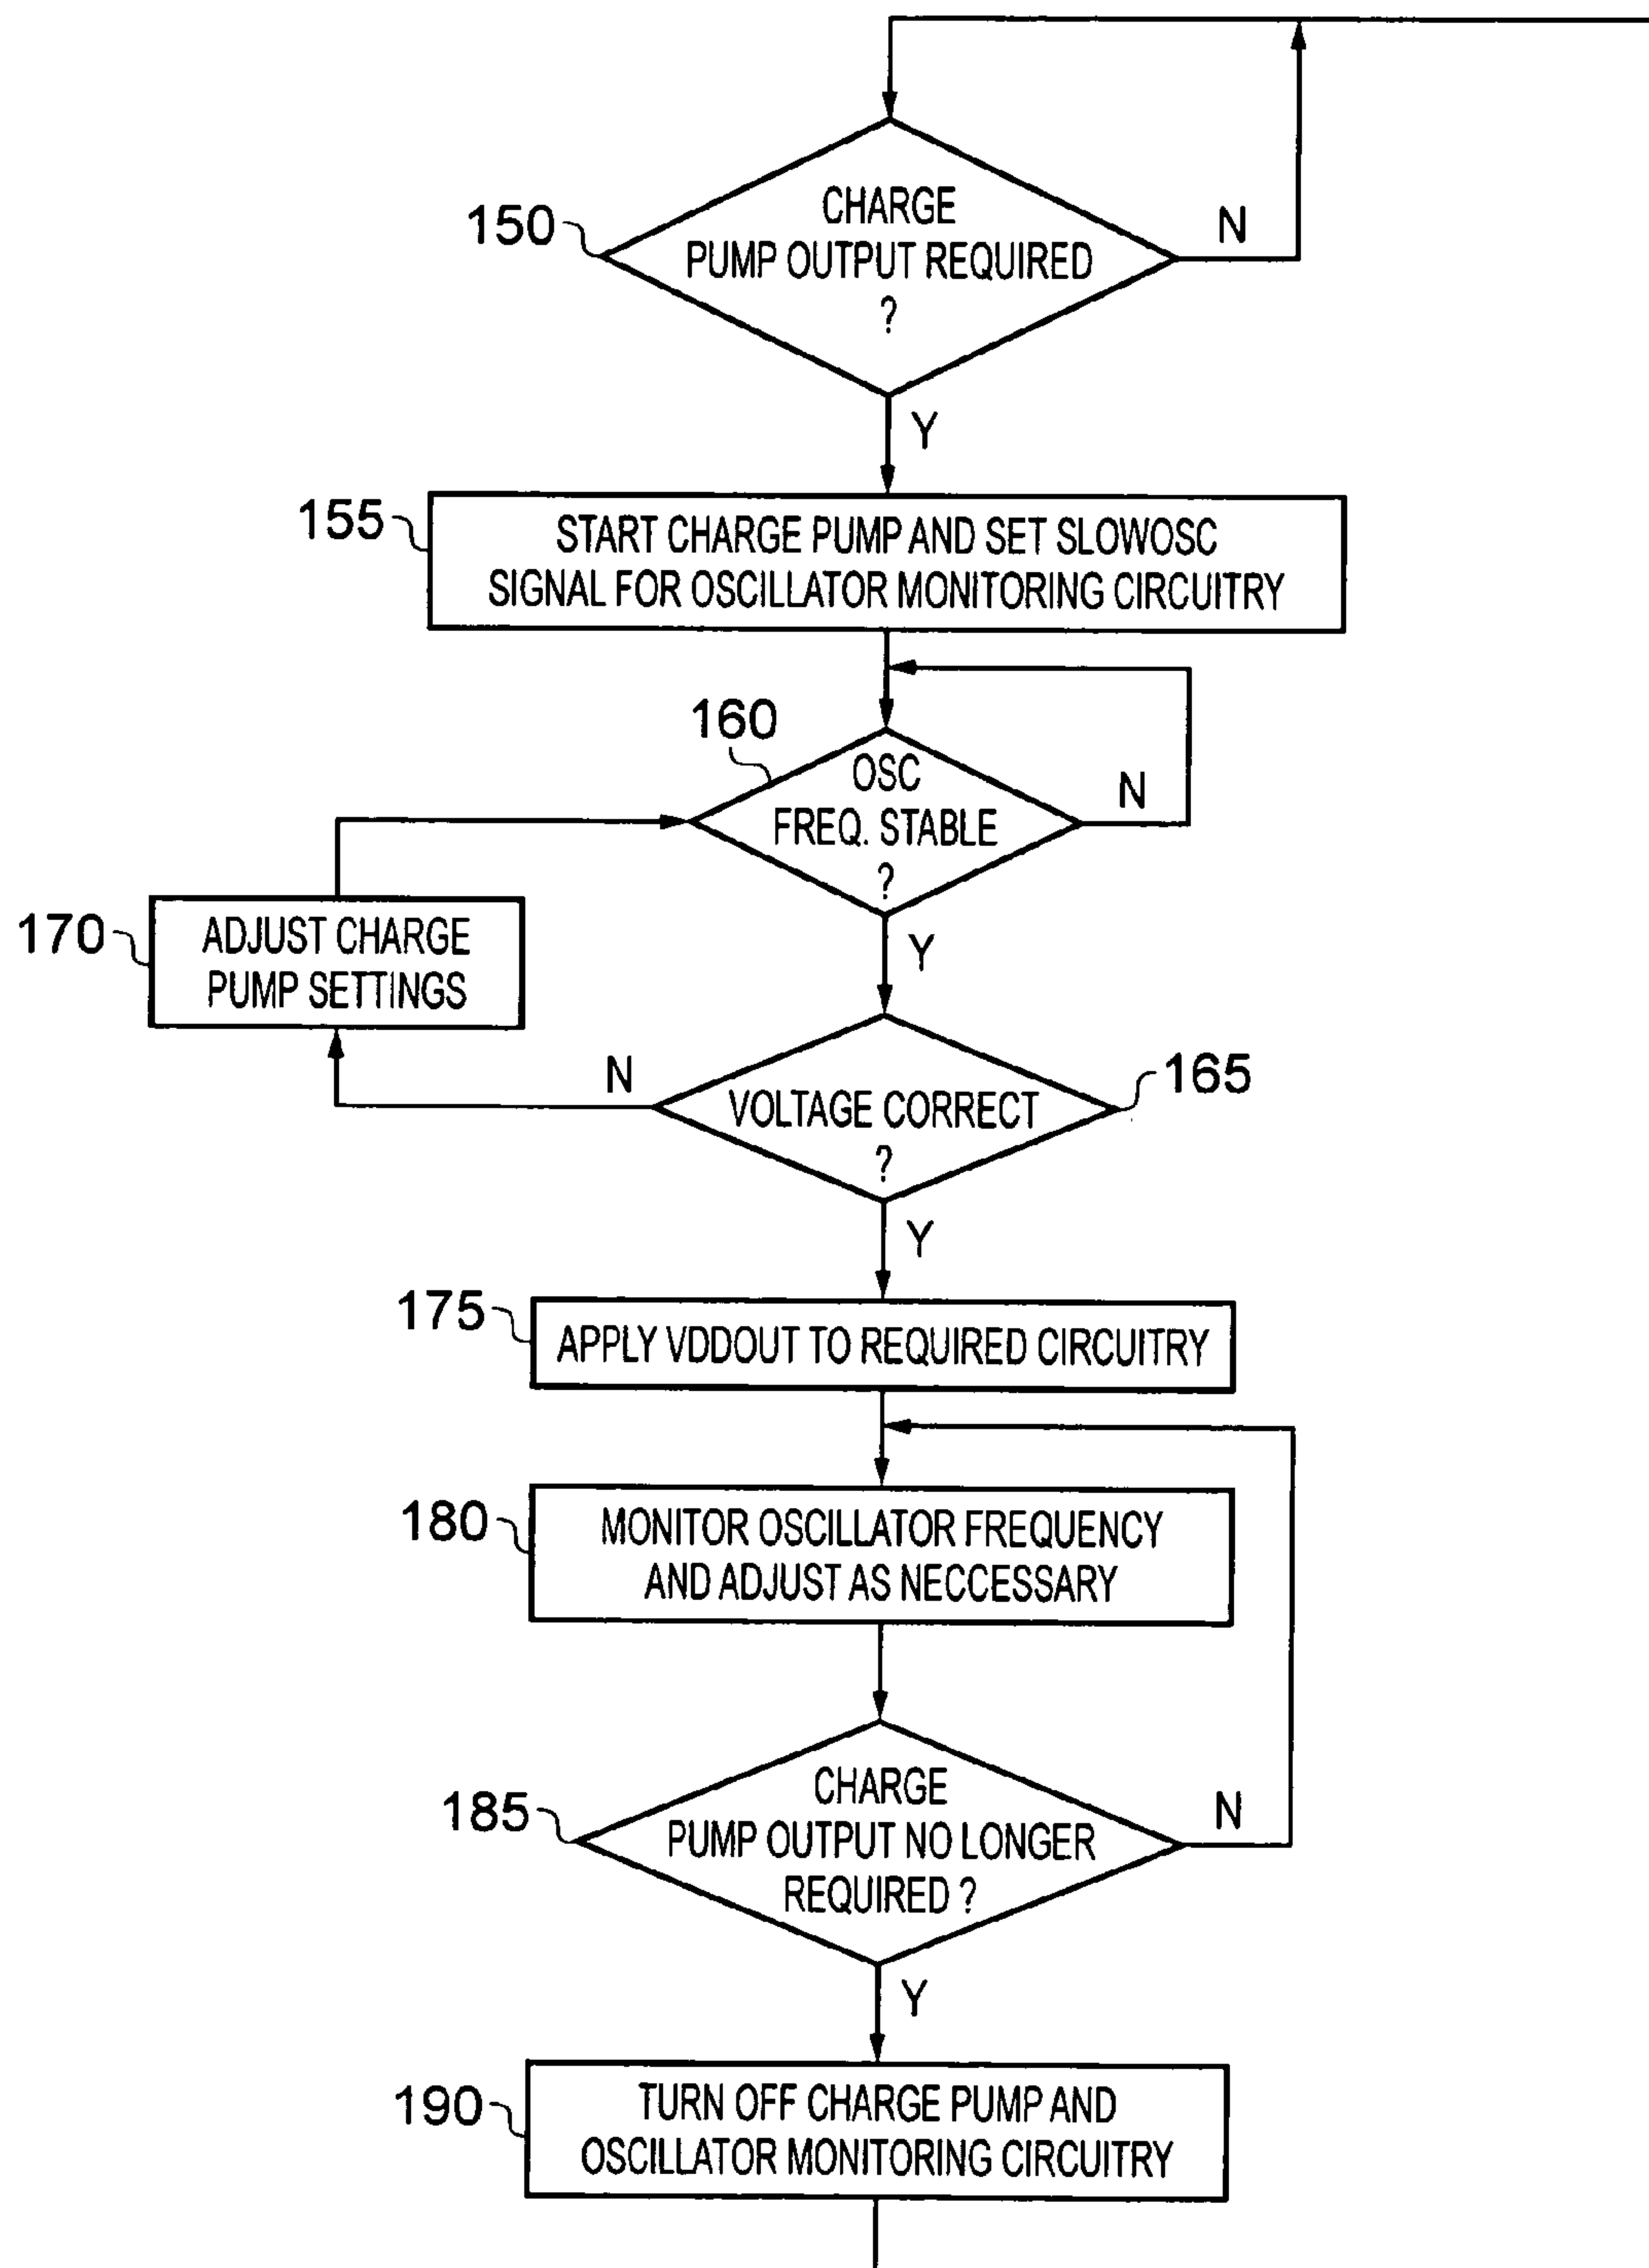 CHARGE
PUMP OUTPUT REQUIRED
?
150
N
Y
155
START CHARGE PUMP AND SET SLOWOSC
SIGNAL FOR OSCILLATOR MONITORING CIRCUITRY
160
OSC
FREQ. STABLE
?
N
Y
170
ADJUST CHARGE
PUMP SETTINGS
N
VOLTAGE CORRECT
?
165
Y
175
APPLY VDDOUT TO REQUIRED CIRCUITRY
180
MONITOR OSCILLATOR FREQUENCY
AND ADJUST AS NECCESSARY
185
CHARGE
PUMP OUTPUT NO LONGER
REQUIRED ?
N
Y
190
TURN OFF CHARGE PUMP AND
OSCILLATOR MONITORING CIRCUITRY